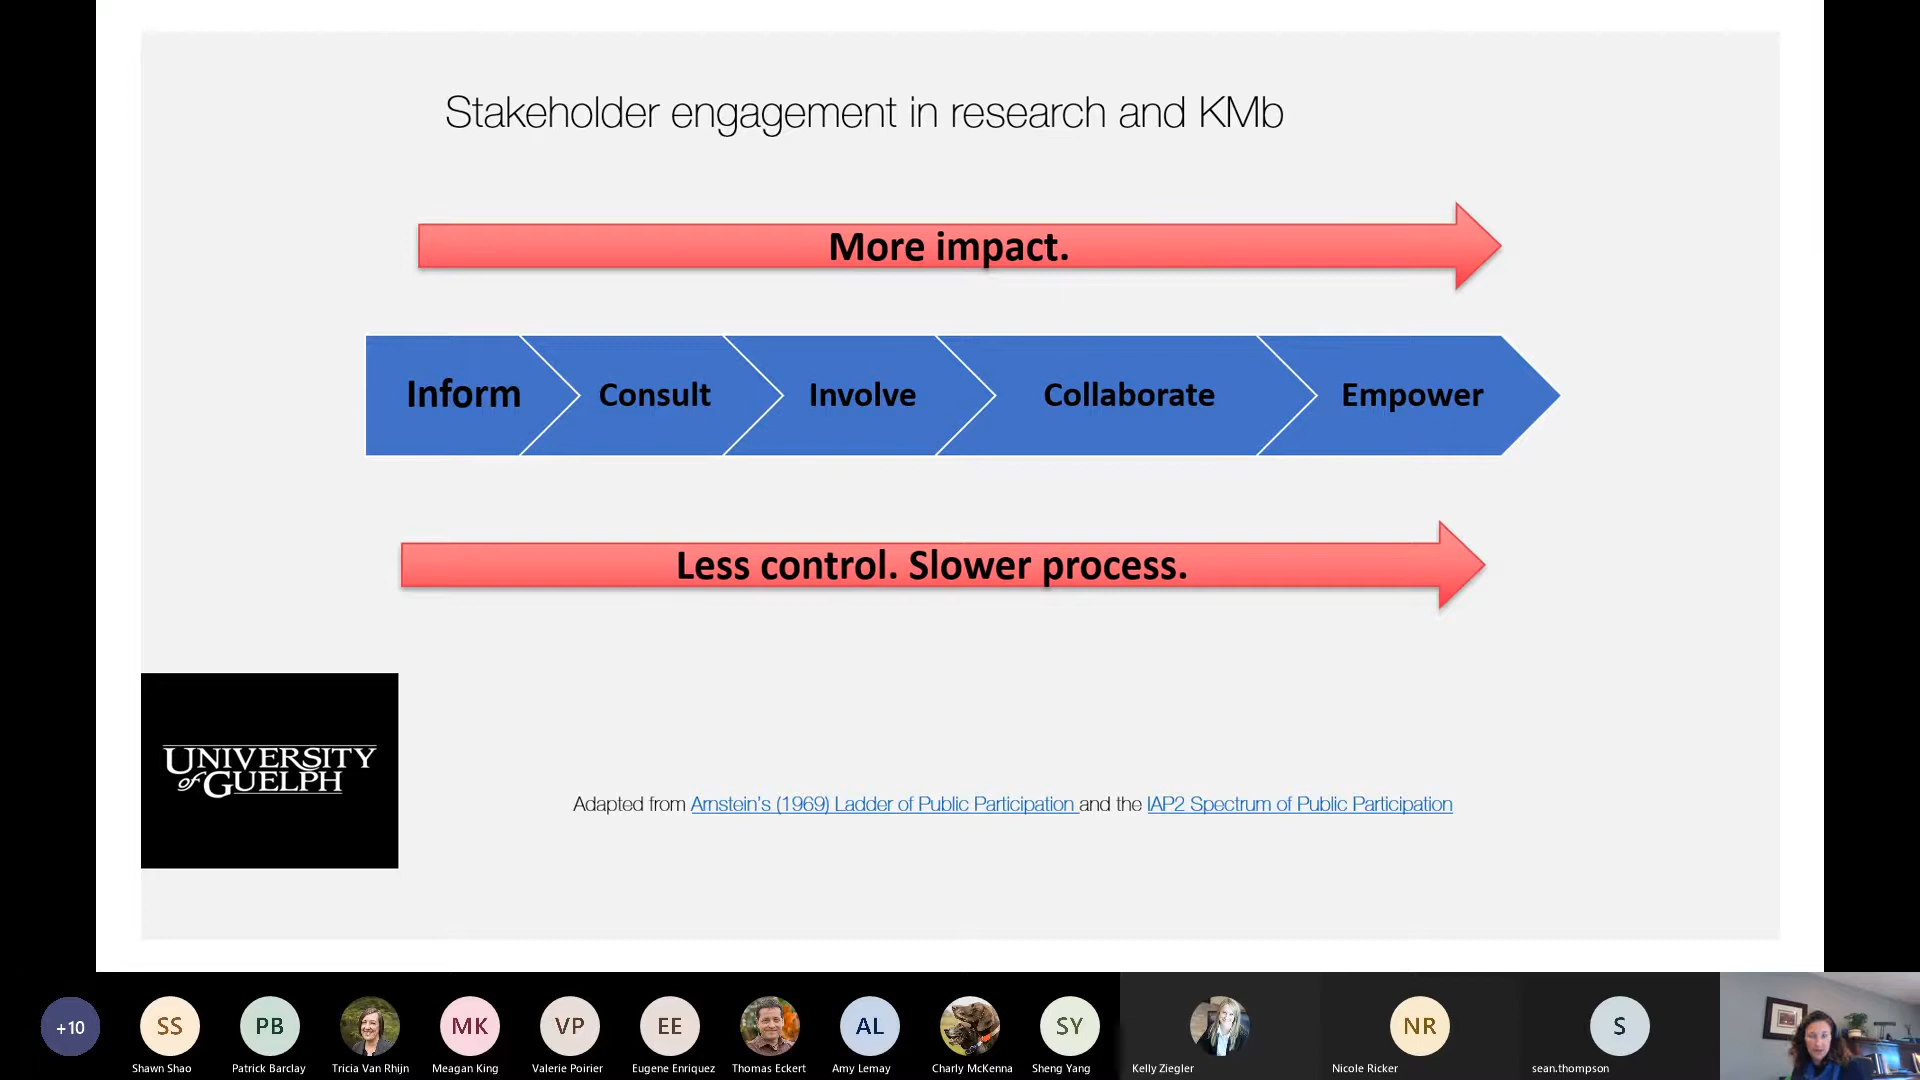 Stakeholder engagement in research and KMb
More impact.
Inform
Consult
Involve
Collaborate
Empower
Less control. Slower process.
UNIVERSITY
of GUELPH
Adapted from Arnstein's (1969) Ladder of Public Participation and the IAP2 Spectrum of Public Participation
+10
SS
PB
MK
VP
EE
AL
SY
NR
S
Shawn Shao
Patrick Barclay
Tricia Van Rhijn
Meagan King
Valerie Poirier
Eugene Enriquez
Thomas Eckert
Amy Lemay
Charly McKenna
Sheng Yang
Kelly Ziegler
Nicole Ricker
sean.thompson